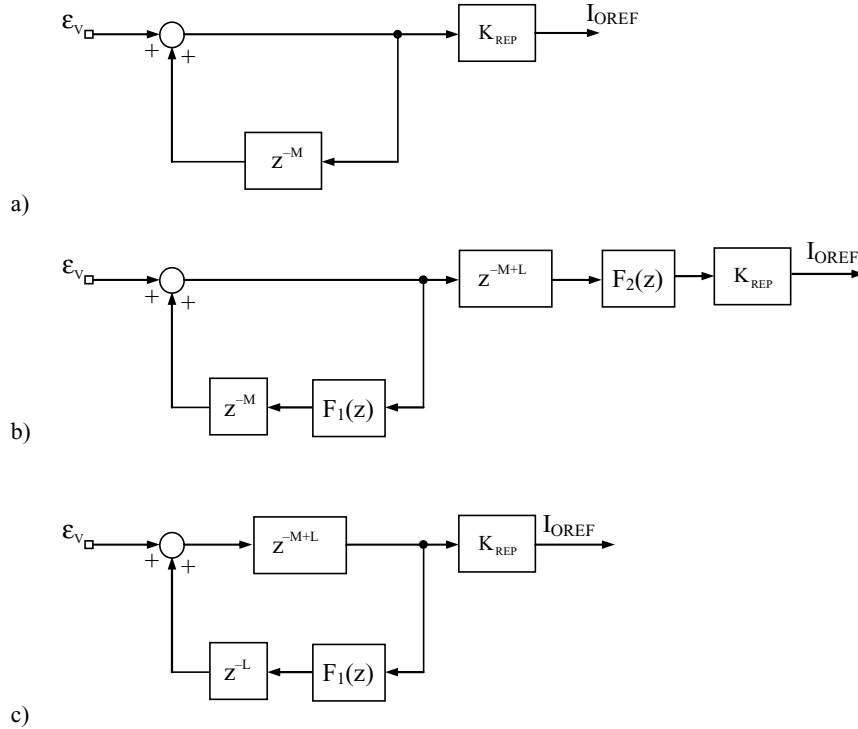 ε_V + + K_REP I_OREF
z^–M
a)
ε_V + + z^–M+L F_2(z) K_REP I_OREF
z^–M F_1(z)
b)
ε_V + + z^–M+L K_REP I_OREF
z^–L F_1(z)
c)